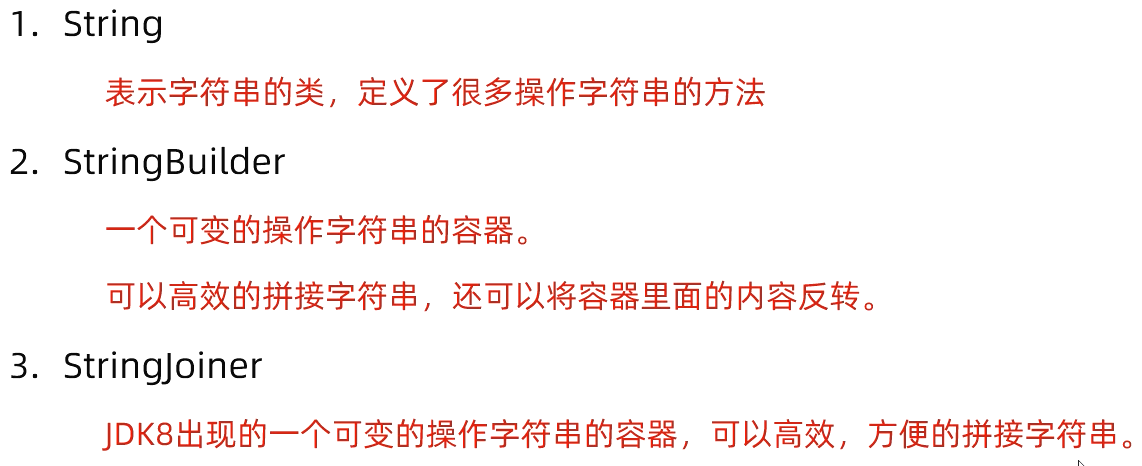 1. String
表示字符串的类，定义了很多操作字符串的方法
2. StringBuilder
一个可变的操作字符串的容器。
可以高效的拼接字符串，还可以将容器里面的内容反转。
3. StringJoiner
JDK8出现的一个可变的操作字符串的容器，可以高效，方便的拼接字符串。